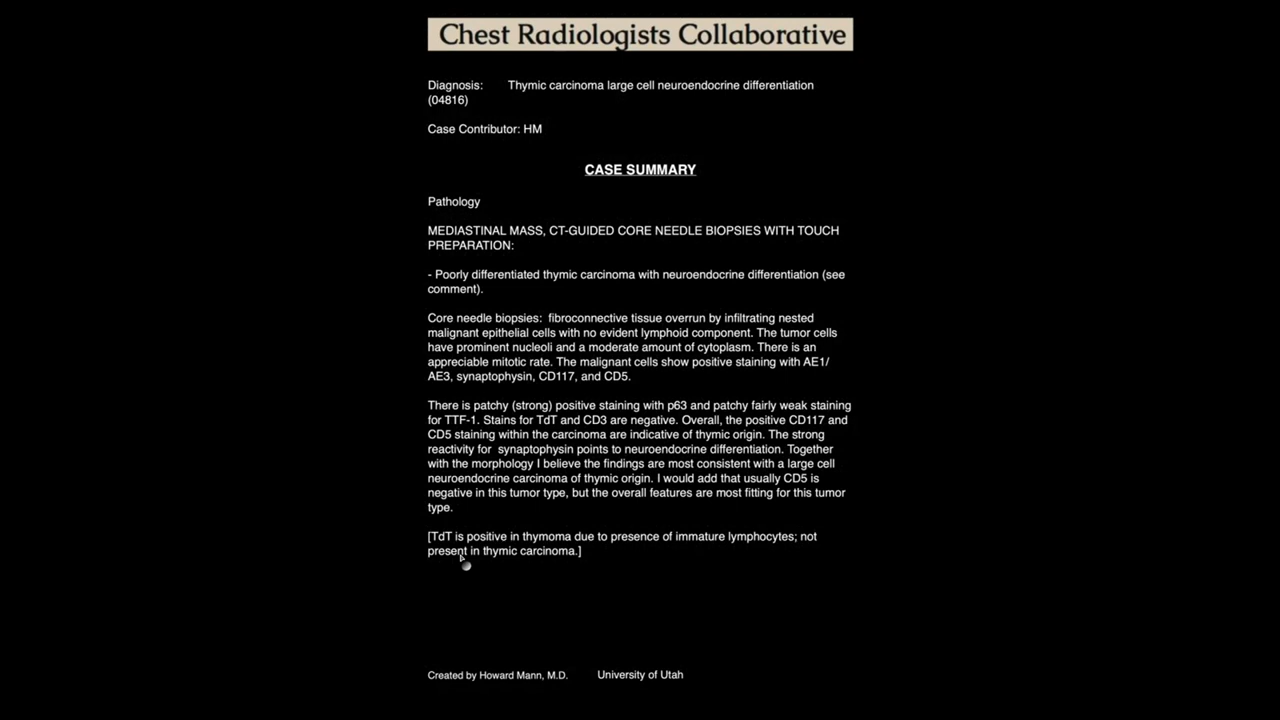 Chest Radiologists Collaborative
Diagnosis: Thymic carcinoma large cell neuroendocrine differentiation
(04816)
Case Contributor: HM
CASE SUMMARY
Pathology
MEDIASTINAL MASS, CT-GUIDED CORE NEEDLE BIOPSIES WITH TOUCH
PREPARATION:
- Poorly differentiated thymic carcinoma with neuroendocrine differentiation (see
comment).
Core needle biopsies: fibroconnective tissue overrun by infiltrating nested
malignant epithelial cells with no evident lymphoid component. The tumor cells
have prominent nucleoli and a moderate amount of cytoplasm. There is an
appreciable mitotic rate. The malignant cells show positive staining with AE1/
AE3, synaptophysin, CD117, and CD5.
There is patchy (strong) positive staining with p63 and patchy fairly weak staining
for TTF-1. Stains for TdT and CD3 are negative. Overall, the positive CD117 and
CD5 staining within the carcinoma are indicative of thymic origin. The strong
reactivity for synaptophysin points to neuroendocrine differentiation. Together
with the morphology I believe the findings are most consistent with a large cell
neuroendocrine carcinoma of thymic origin. I would add that usually CD5 is
negative in this tumor type, but the overall features are most fitting for this tumor
type.
[TdT is positive in thymoma due to presence of immature lymphocytes; not
present in thymic carcinoma.]
Created by Howard Mann, M.D. University of Utah